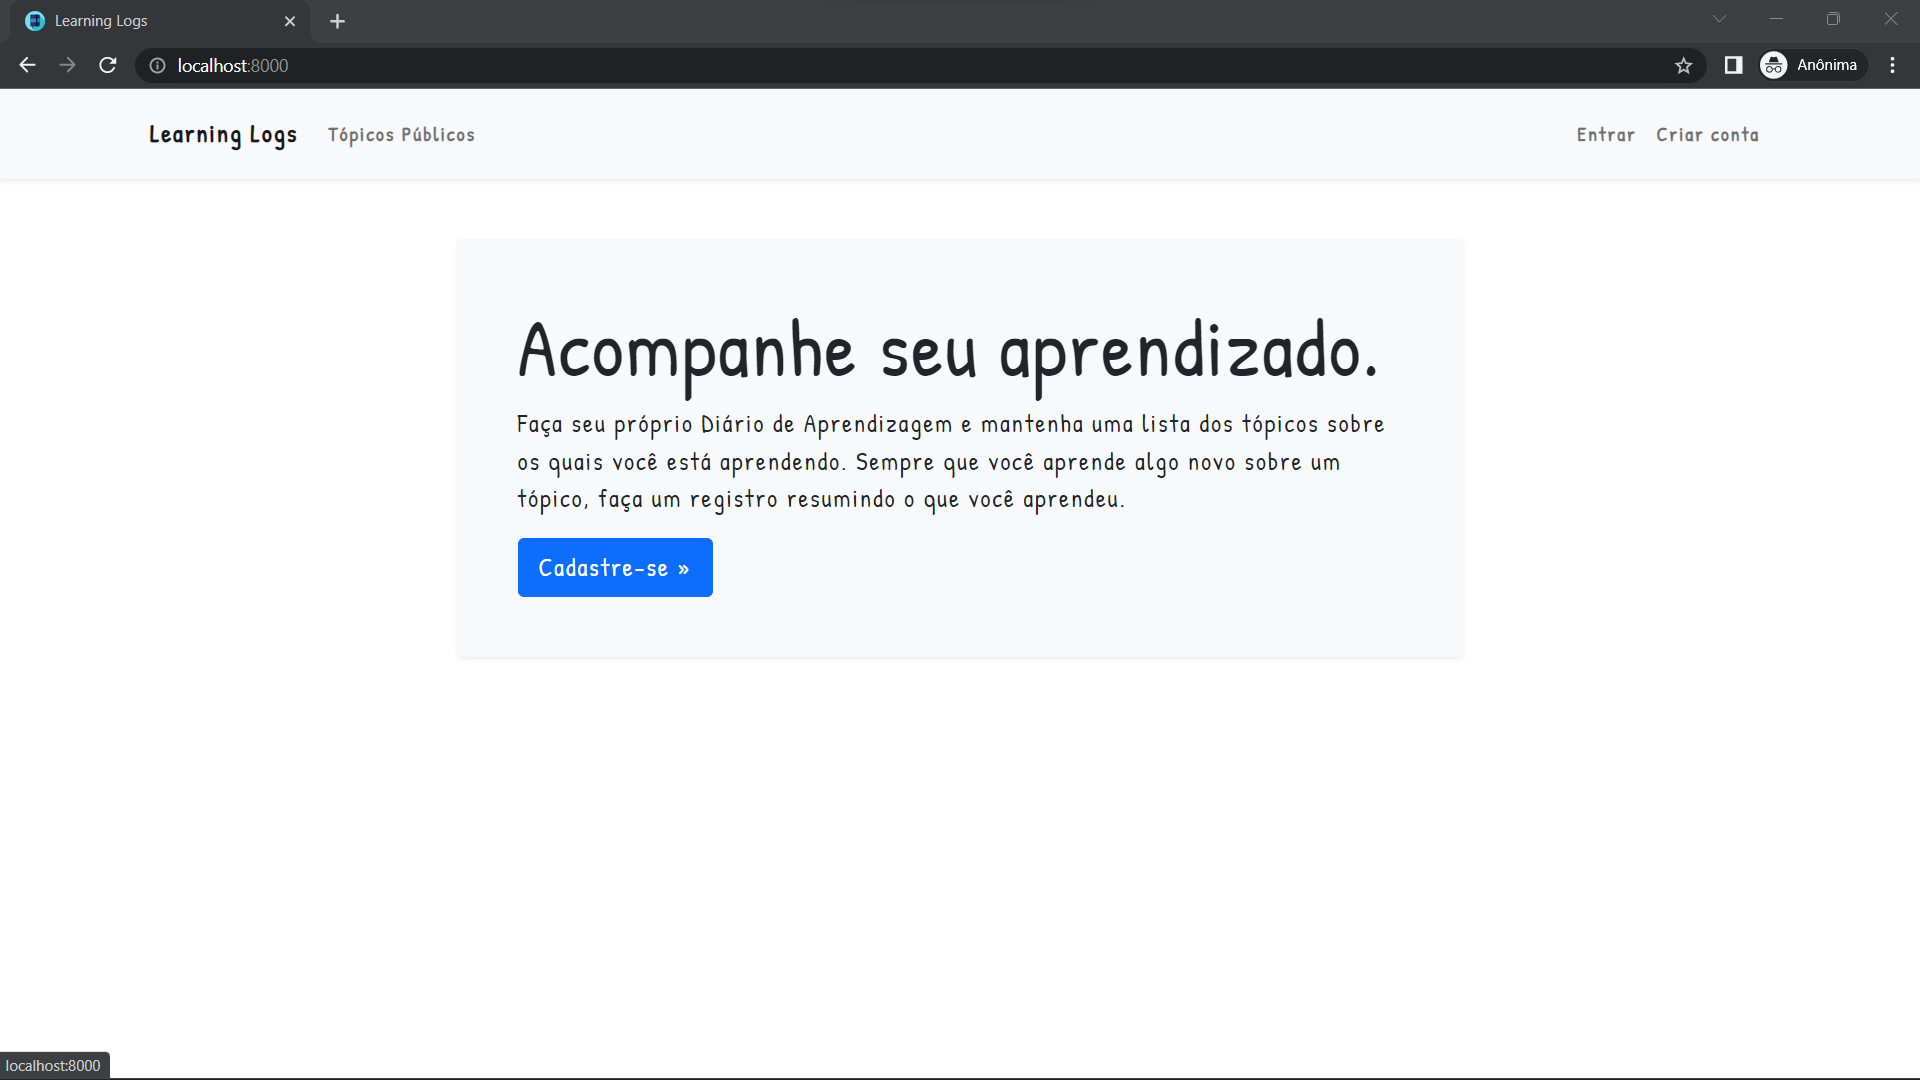 Learning Logs
localhost:8000
Anônima
Learning Logs Tópicos Públicos Entrar Criar conta
Acompanhe seu aprendizado.
Faça seu próprio Diário de Aprendizagem e mantenha uma lista dos tópicos sobre
os quais você está aprendendo. Sempre que você aprende algo novo sobre um
tópico, faça um registro resumindo o que você aprendeu.
Cadastre-se »
localhost:8000